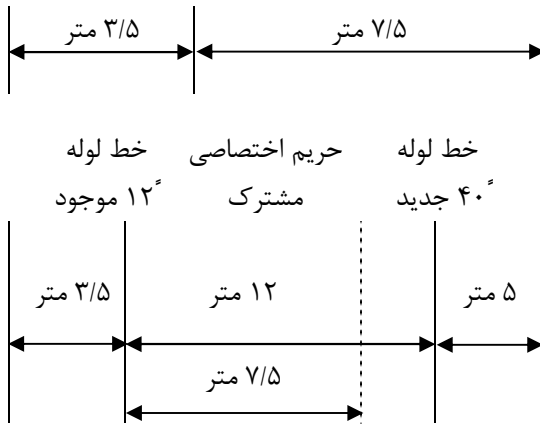 ۳/۵ متر
۷/۵ متر
خط لوله
۱۲ً موجود
حریم اختصاصی
مشترک
خط لوله
۴۰ً جدید
۳/۵ متر
۱۲ متر
۵ متر
۷/۵ متر